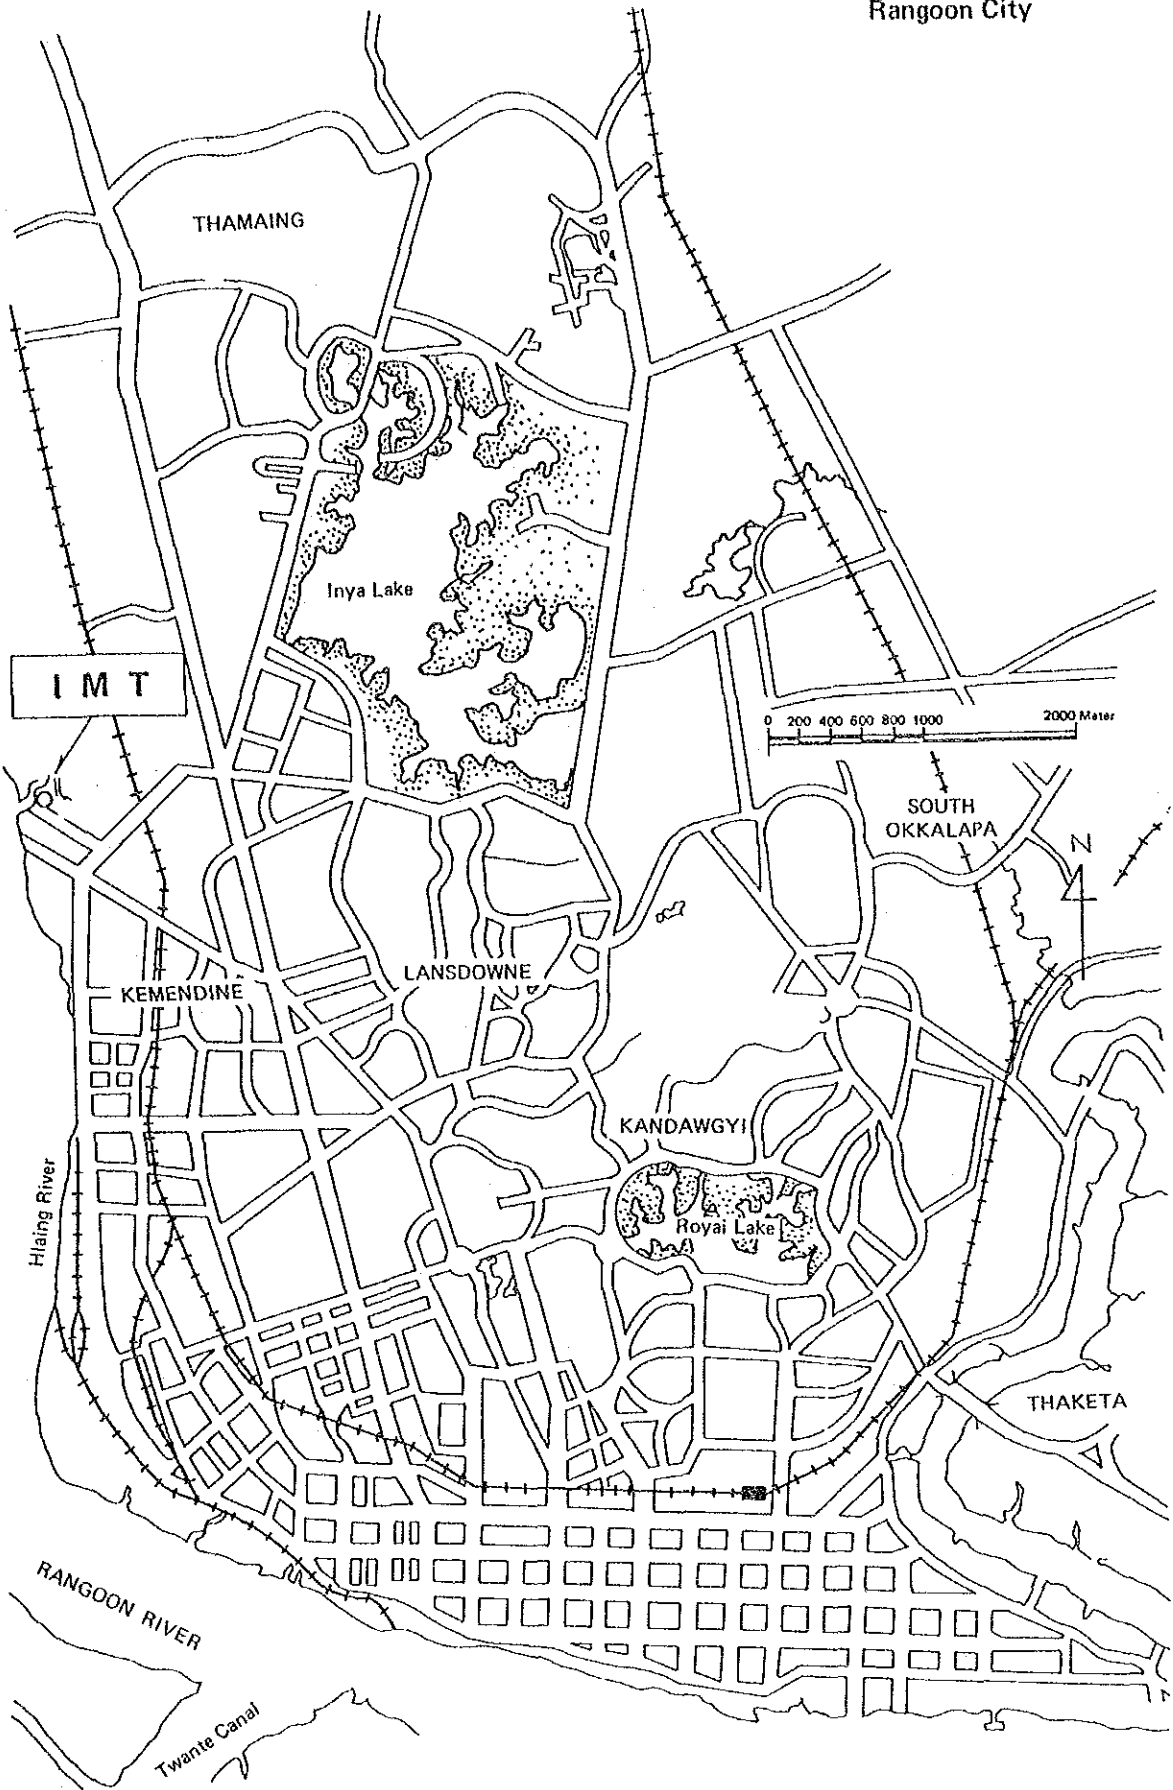 Rangoon City
THAMAING
Inya Lake
I M T
0 200 400 600 800 1000 2000 Meter
SOUTH
OKKALAPA
N
LANSDOWNE
KEMENDINE
KANDAWGYI
Hlaing River
Royal Lake
THAKETA
RANGOON RIVER
Twante Canal